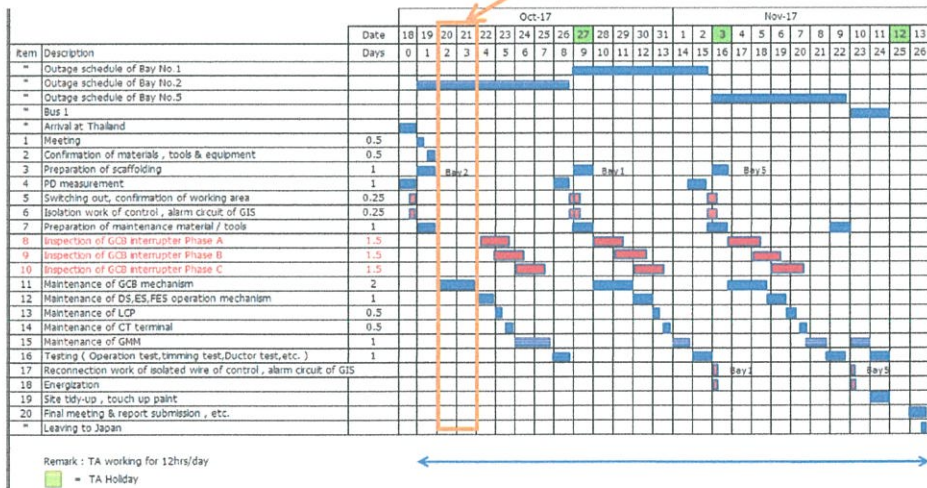 Oct-17 Nov-17
Date 18 19 20 21 22 23 24 25 26 27 28 29 30 31 1 2 3 4 5 6 7 8 9 10 11 12 13
Item Description Days 0 1 2 3 4 5 6 7 8 9 10 11 12 13 14 15 16 17 18 19 20 21 22 23 24 25 26
" Outage schedule of Bay No.1
" Outage schedule of Bay No.2
" Outage schedule of Bay No.5
" Bus 1
" Arrival at Thailand
1 Meeting 0.5
2 Confirmation of materials , tools & equipment 0.5
3 Preparation of scaffolding 1 Bay2 Bay1 Bay5
4 PD measurement 1
5 Switching out, confirmation of working area 0.25
6 Isolation work of control , alarm circuit of GIS 0.25
7 Preparation of maintenance material / tools 1
8 Inspection of GCB interrupter Phase A 1.5
9 Inspection of GCB interrupter Phase B 1.5
10 Inspection of GCB interrupter Phase C 1.5
11 Maintenance of GCB mechanism 2
12 Maintenance of DS,ES,FES operation mechanism 1
13 Maintenance of LCP 0.5
14 Maintenance of CT terminal 0.5
15 Maintenance of GMM 1
16 Testing ( Operation test,timming test,Ductor test,etc. ) 1
17 Reconnection work of isolated wire of control , alarm circuit of GIS Bay1 Bay5
18 Energization
19 Site tidy-up , touch up paint
20 Final meeting & report submission , etc.
" Leaving to Japan
Remark : TA working for 12hrs/day
= TA Holiday